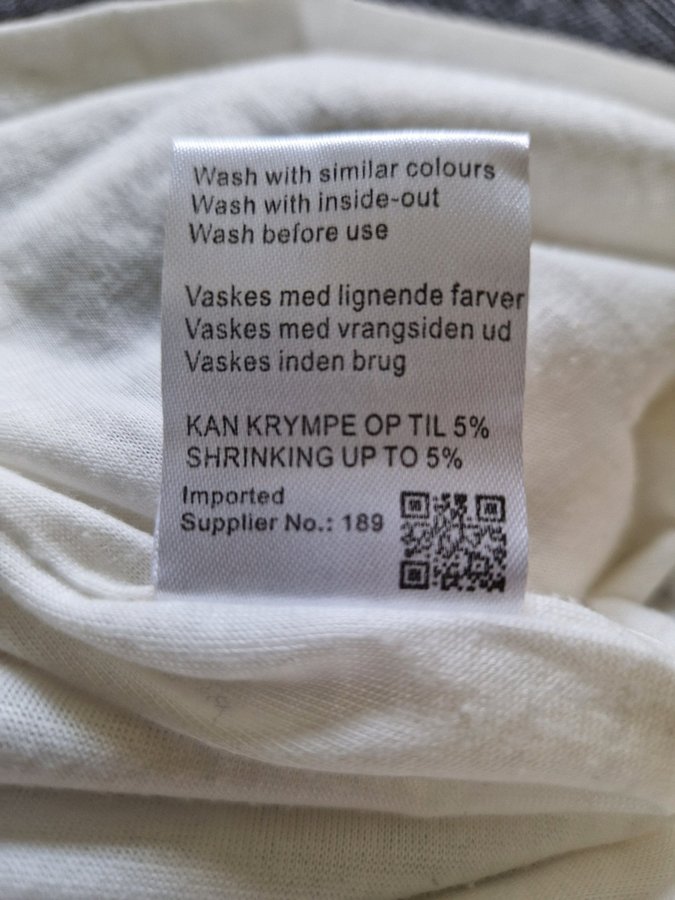 Wash with similar colours
Wash with inside-out
Wash before use
Vaskes med lignende farver
Vaskes med vrangsiden ud
Vaskes inden brug
KAN KRYMPE OP TIL 5%
SHRINKING UP TO 5%
Imported
Supplier No.: 189